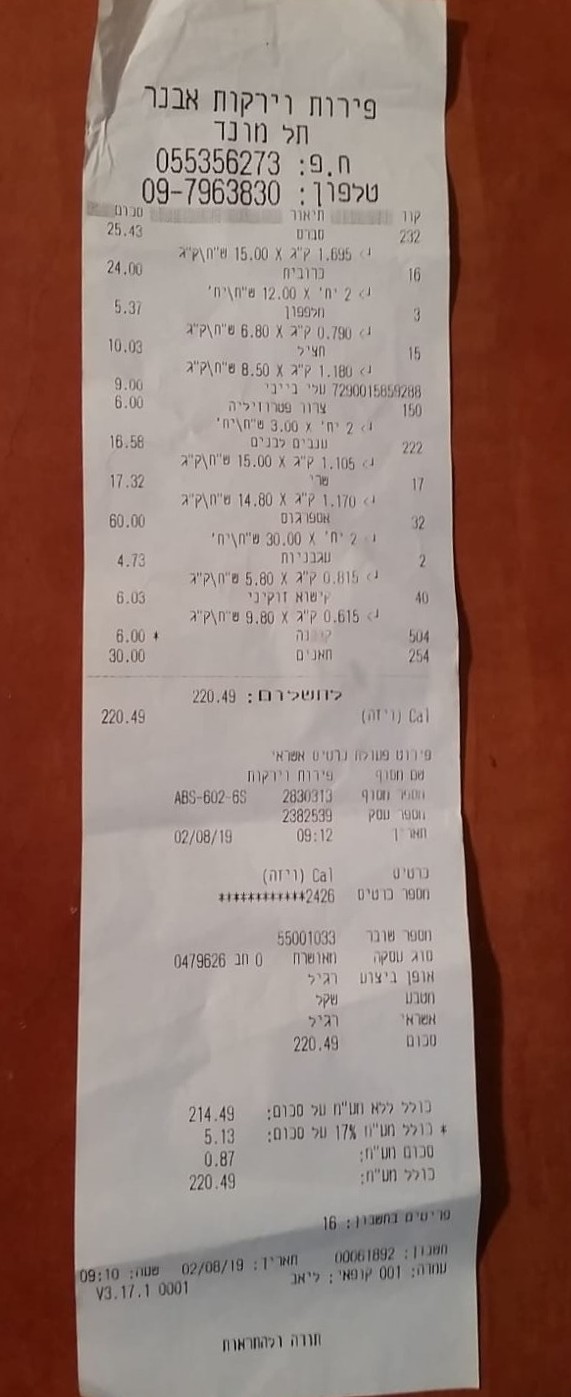 פירות וירקות אבנר
תל מונד
ח.פ: 055356273
טלפון: 09-7963830
קוד תיאור סכום
232 סברס 25.43
1.695 ק"ג X 15.00 ש"ח\ק"ג
16 כרובית 24.00
2 יח' X 12.00 ש"ח\יח'
3 מלפפון 5.37
0.790 ק"ג X 6.80 ש"ח\ק"ג
15 חציל 10.03
1.180 ק"ג X 8.50 ש"ח\ק"ג
7290015859288 עלי בייבי 9.00
150 צרור פטרוזיליה 6.00
2 יח' X 3.00 ש"ח\יח'
222 ענבים לבנים 16.58
1.105 ק"ג X 15.00 ש"ח\ק"ג
17 שרי 17.32
1.170 ק"ג X 14.80 ש"ח\ק"ג
32 אספרגוס 60.00
2 יח' X 30.00 ש"ח\יח'
2 עגבניות 4.73
0.815 ק"ג X 5.80 ש"ח\ק"ג
40 קישוא זוקיני 6.03
0.615 ק"ג X 9.80 ש"ח\ק"ג
504 * 6.00
254 תאנים 30.00
לתשלום: 220.49
Cal (ויזה) 220.49
פירוט פעולת כרטיס אשראי
שם מסוף פירות וירקות
מספר מסוף 2830313 ABS-602-6S
מספר עסק 2382539
תאריך 09:12 02/08/19
כרטיס Cal (ויזה)
מספר כרטיס 2426************
מספר שובר 55001033
סוג עסקה מאושרת 0 חב 0479626
אופן ביצוע רגיל
מטבע שקל
אשראי רגיל
סכום 220.49
כולל ללא מע"מ על סכום: 214.49
* כולל מע"מ 17% על סכום: 5.13
סכום מע"מ: 0.87
כולל מע"מ: 220.49
פריטים בחשבון: 16
חשבון: 00061892 תאריך: 02/08/19 שעה: 09:10
עמדה: 001 קופאי: ליאב V3.17.1 0001
תודה ולהתראות